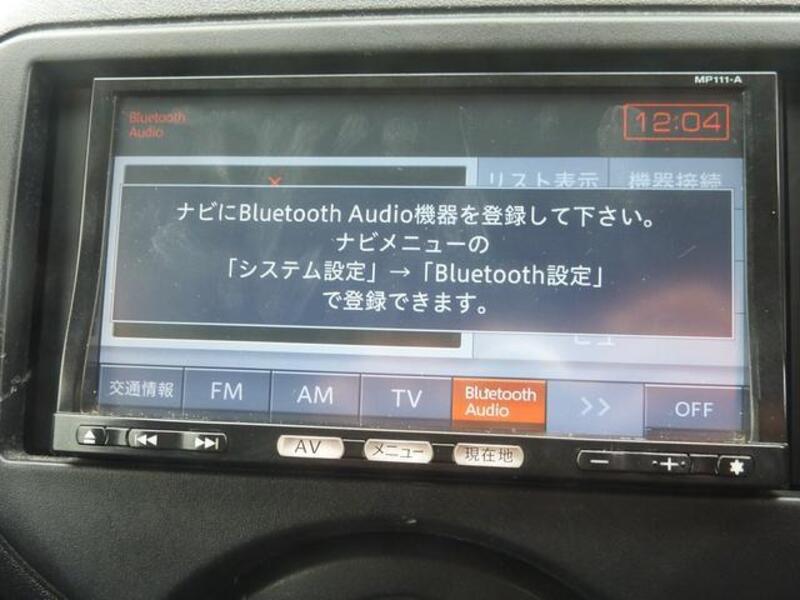 MP111-A
Bluetooth
Audio
12:04
リスト表示 機器接続
ナビにBluetooth Audio機器を登録して下さい。
ナビメニューの
「システム設定」→「Bluetooth設定」
で登録できます。
交通情報 FM AM TV Bluetooth Audio >> OFF
AV メニュー 現在地